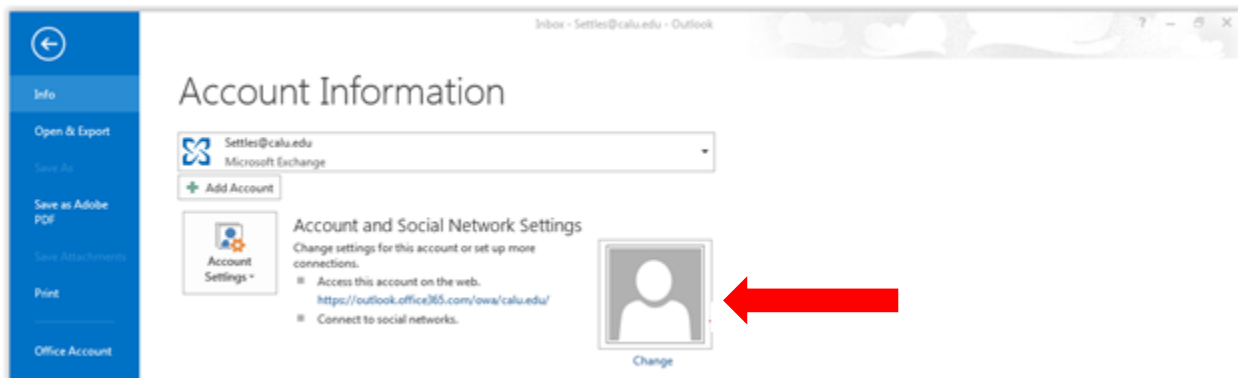 Inbox - Settles@calu.edu - Outlook
?
Info
Open & Export
Save As
Save as Adobe
PDF
Save Attachments
Print
Office Account
Account Information
Settles@calu.edu
Microsoft Exchange
Add Account
Account
Settings
Account and Social Network Settings
Change settings for this account or set up more
connections.
Access this account on the web.
https://outlook.office365.com/owa/calu.edu/
Connect to social networks.
Change